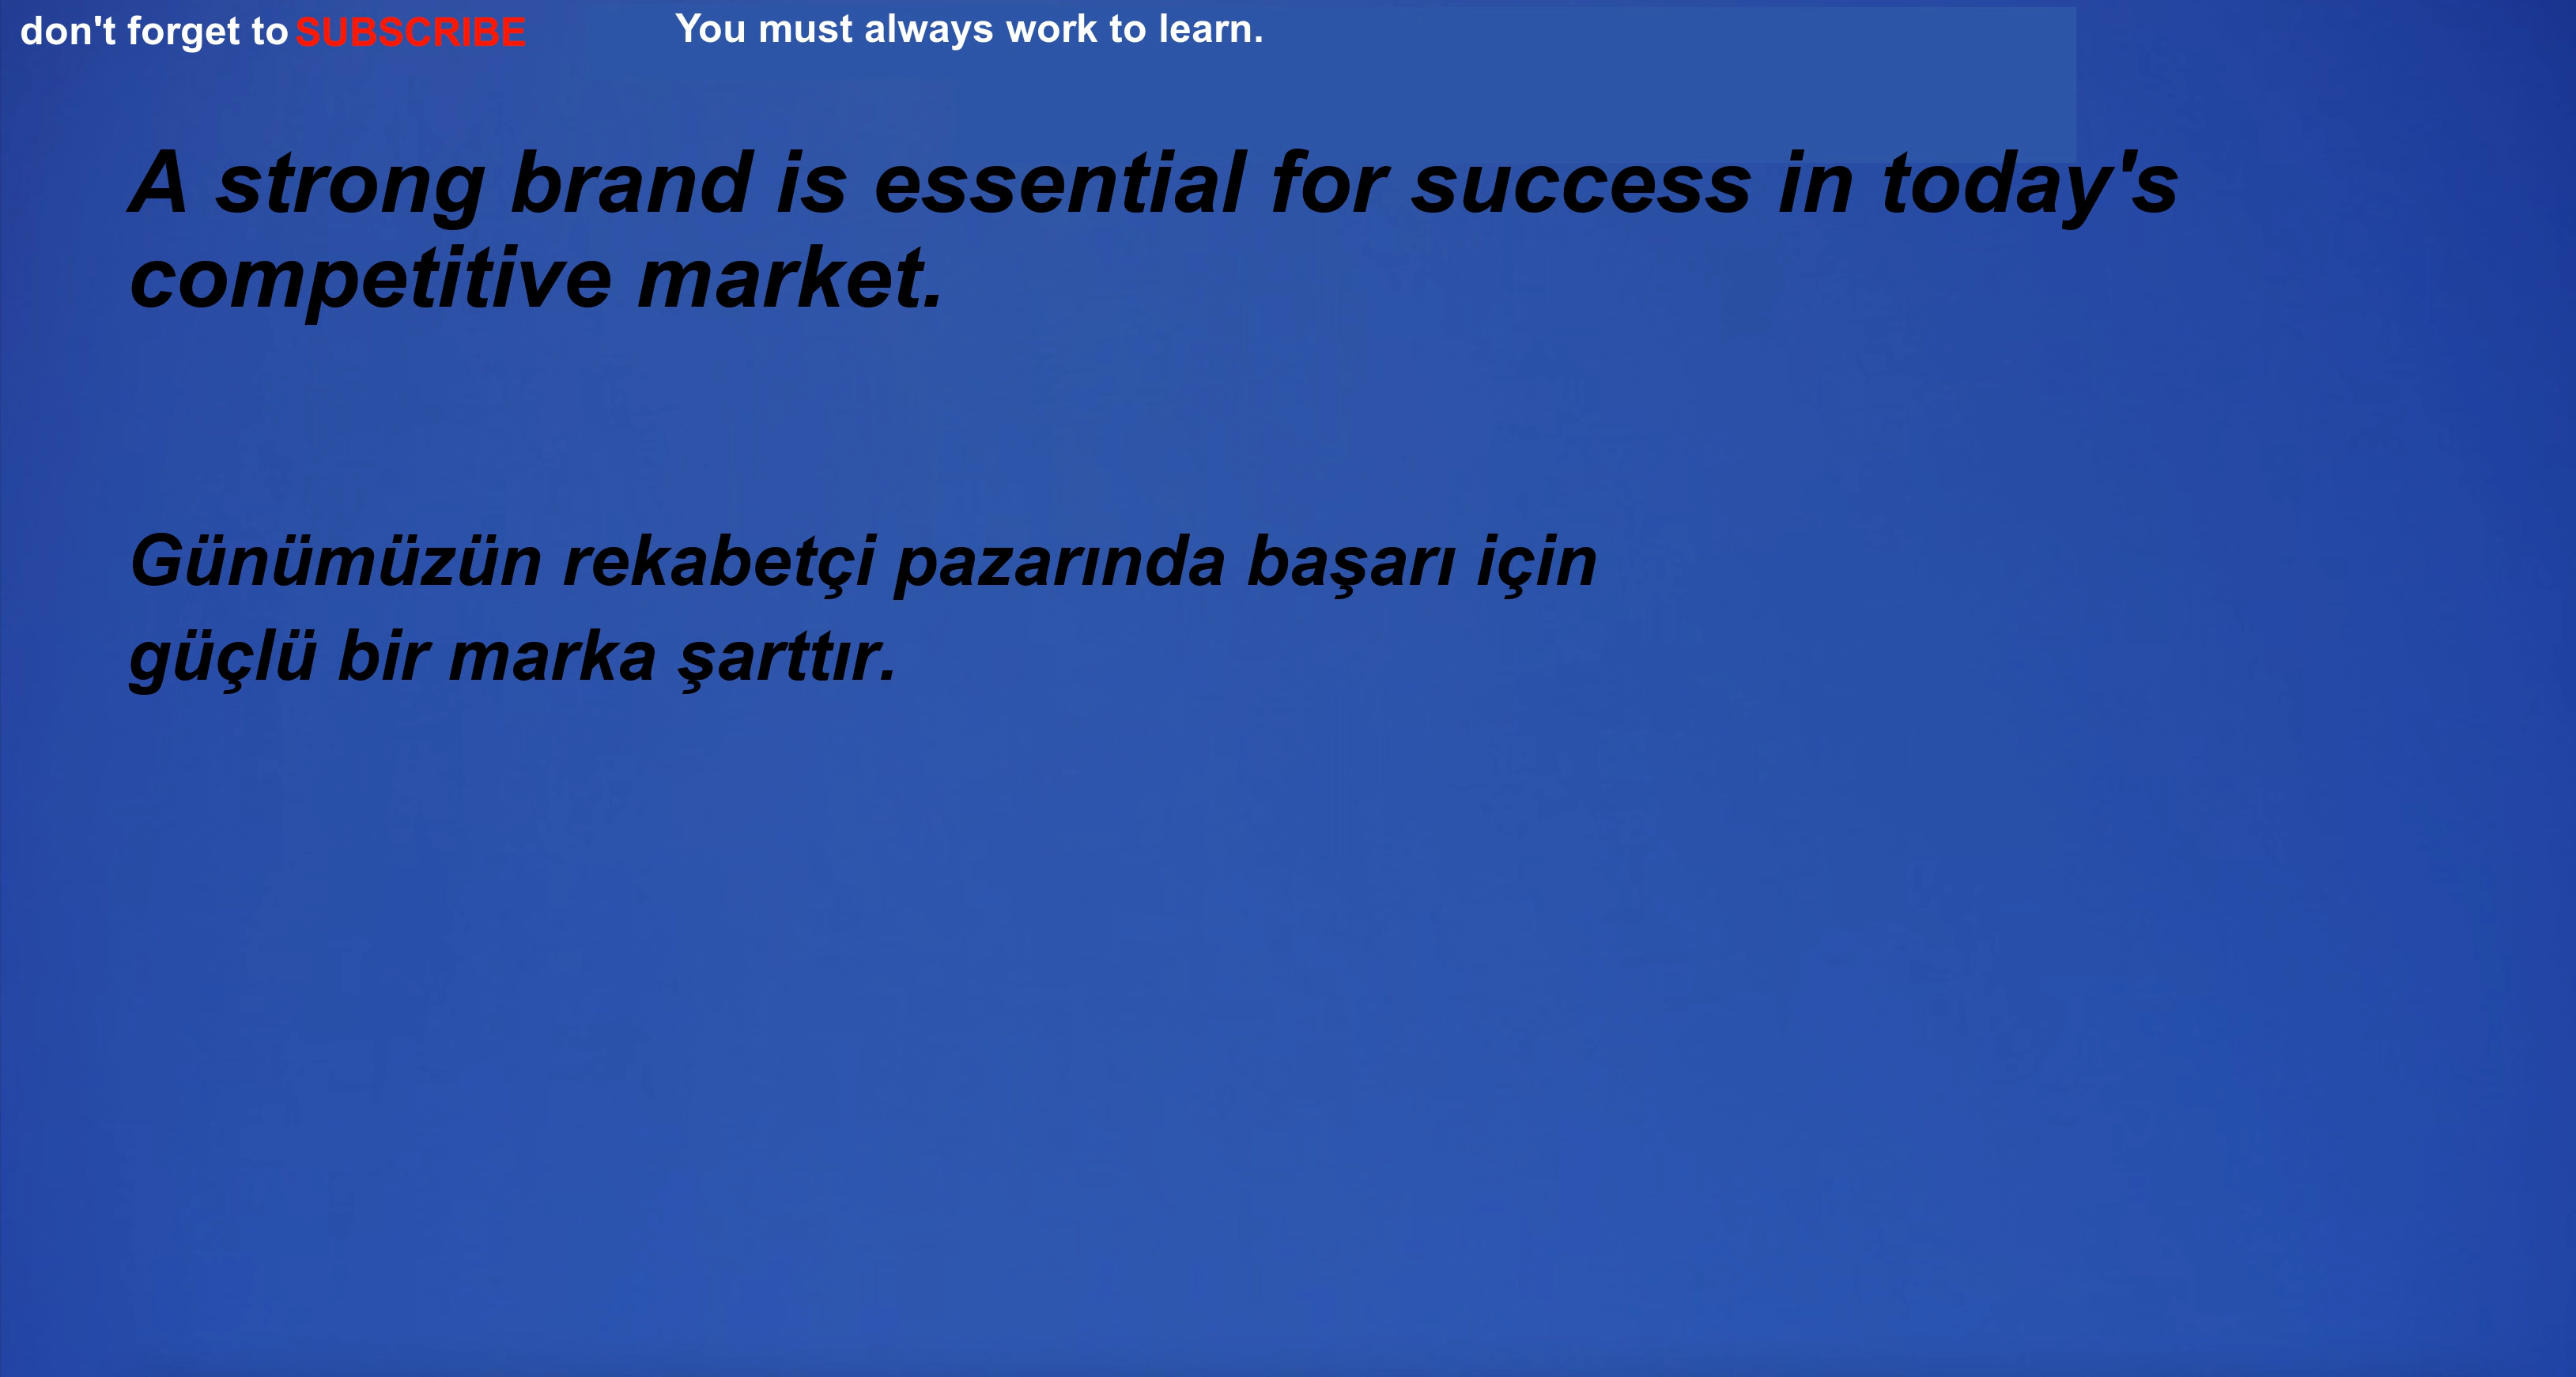 don't forget to SUBSCRIBE
You must always work to learn.
A strong brand is essential for success in today's
competitive market.
Günümüzün rekabetçi pazarında başarı için
güçlü bir marka şarttır.